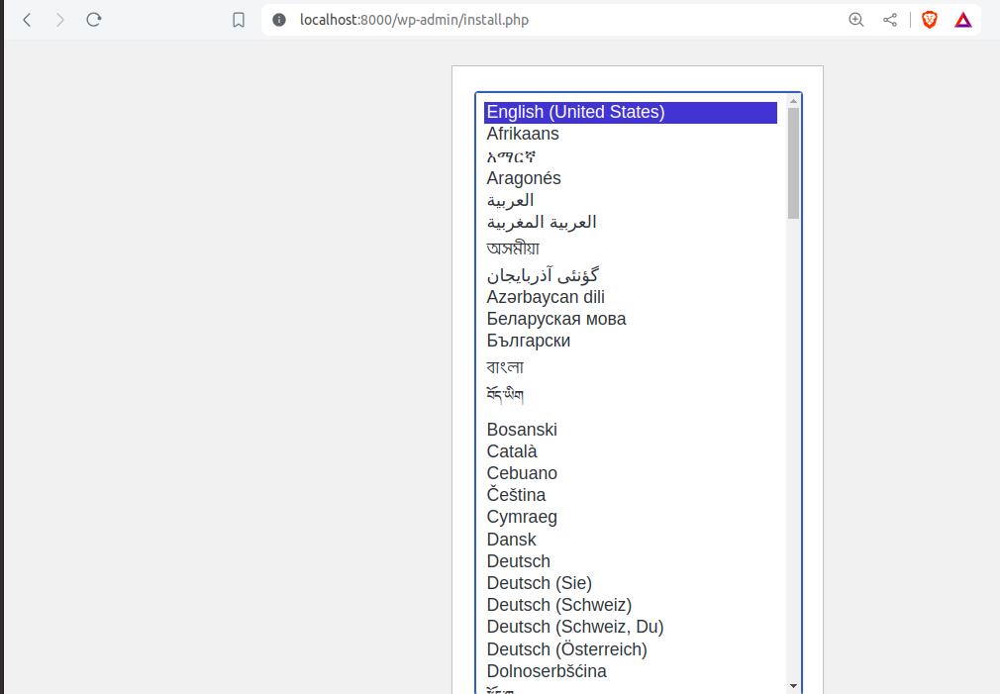 localhost:8000/wp-admin/install.php
English (United States)
Afrikaans
አማርኛ
Aragonés
العربية
العربية المغربية
অসমীয়া
گؤنئی آذربایجان
Azərbaycan dili
Беларуская мова
Български
বাংলা
བོད་ཡིག
Bosanski
Català
Cebuano
Čeština
Cymraeg
Dansk
Deutsch
Deutsch (Sie)
Deutsch (Schweiz)
Deutsch (Schweiz, Du)
Deutsch (Österreich)
Dolnoserbšćina